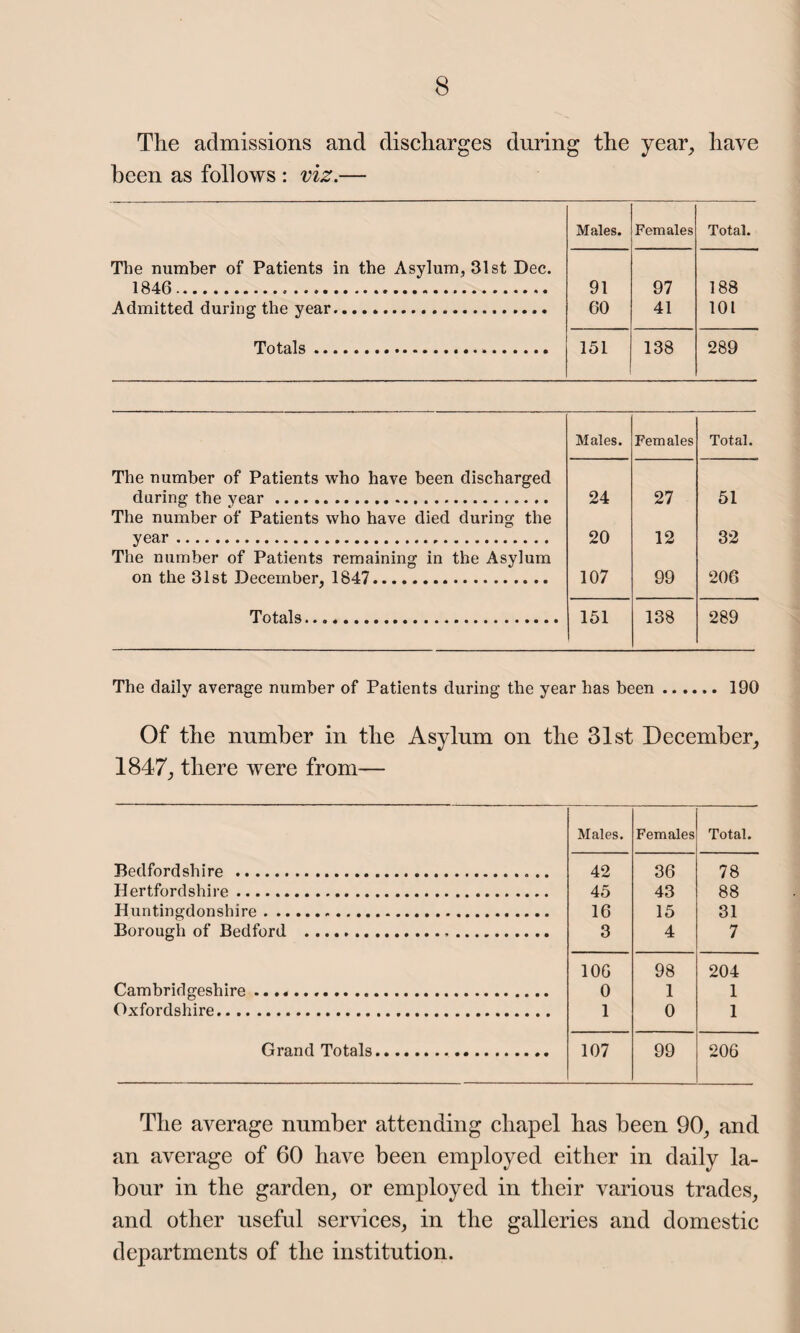 8
The admissions and discharges during the year, have
been as follows : viz.—
Males. Females Total.
The number of Patients in the Asylum, 31st Dec.
1846 91 97 188
Admitted during the year 60 41 101
Totals 151 138 289
Males. Females Total.
The number of Patients who have been discharged
during the year 24 27 51
The number of Patients who have died during the
year 20 12 32
The number of Patients remaining in the Asylum
on the 31st December, 1847 107 99 206
Totals 151 138 289
The daily average number of Patients during the year has been ...... 190
Of the number in the Asylum on the 31st December,
1847, there were from—
Males. Females Total.
Bedfordshire 42 36 78
Hertfordshire 45 43 88
Huntingdonshire 16 15 31
Borough of Bedford 3 4 7
106 98 204
Cambridgeshire 0 1 1
Oxfordshire 1 0 1
Grand Totals 107 99 206
The average number attending chapel has been 90, and
an average of 60 have been employed either in daily la-
bour in the garden, or employed in their various trades,
and other useful services, in the galleries and domestic
departments of the institution.